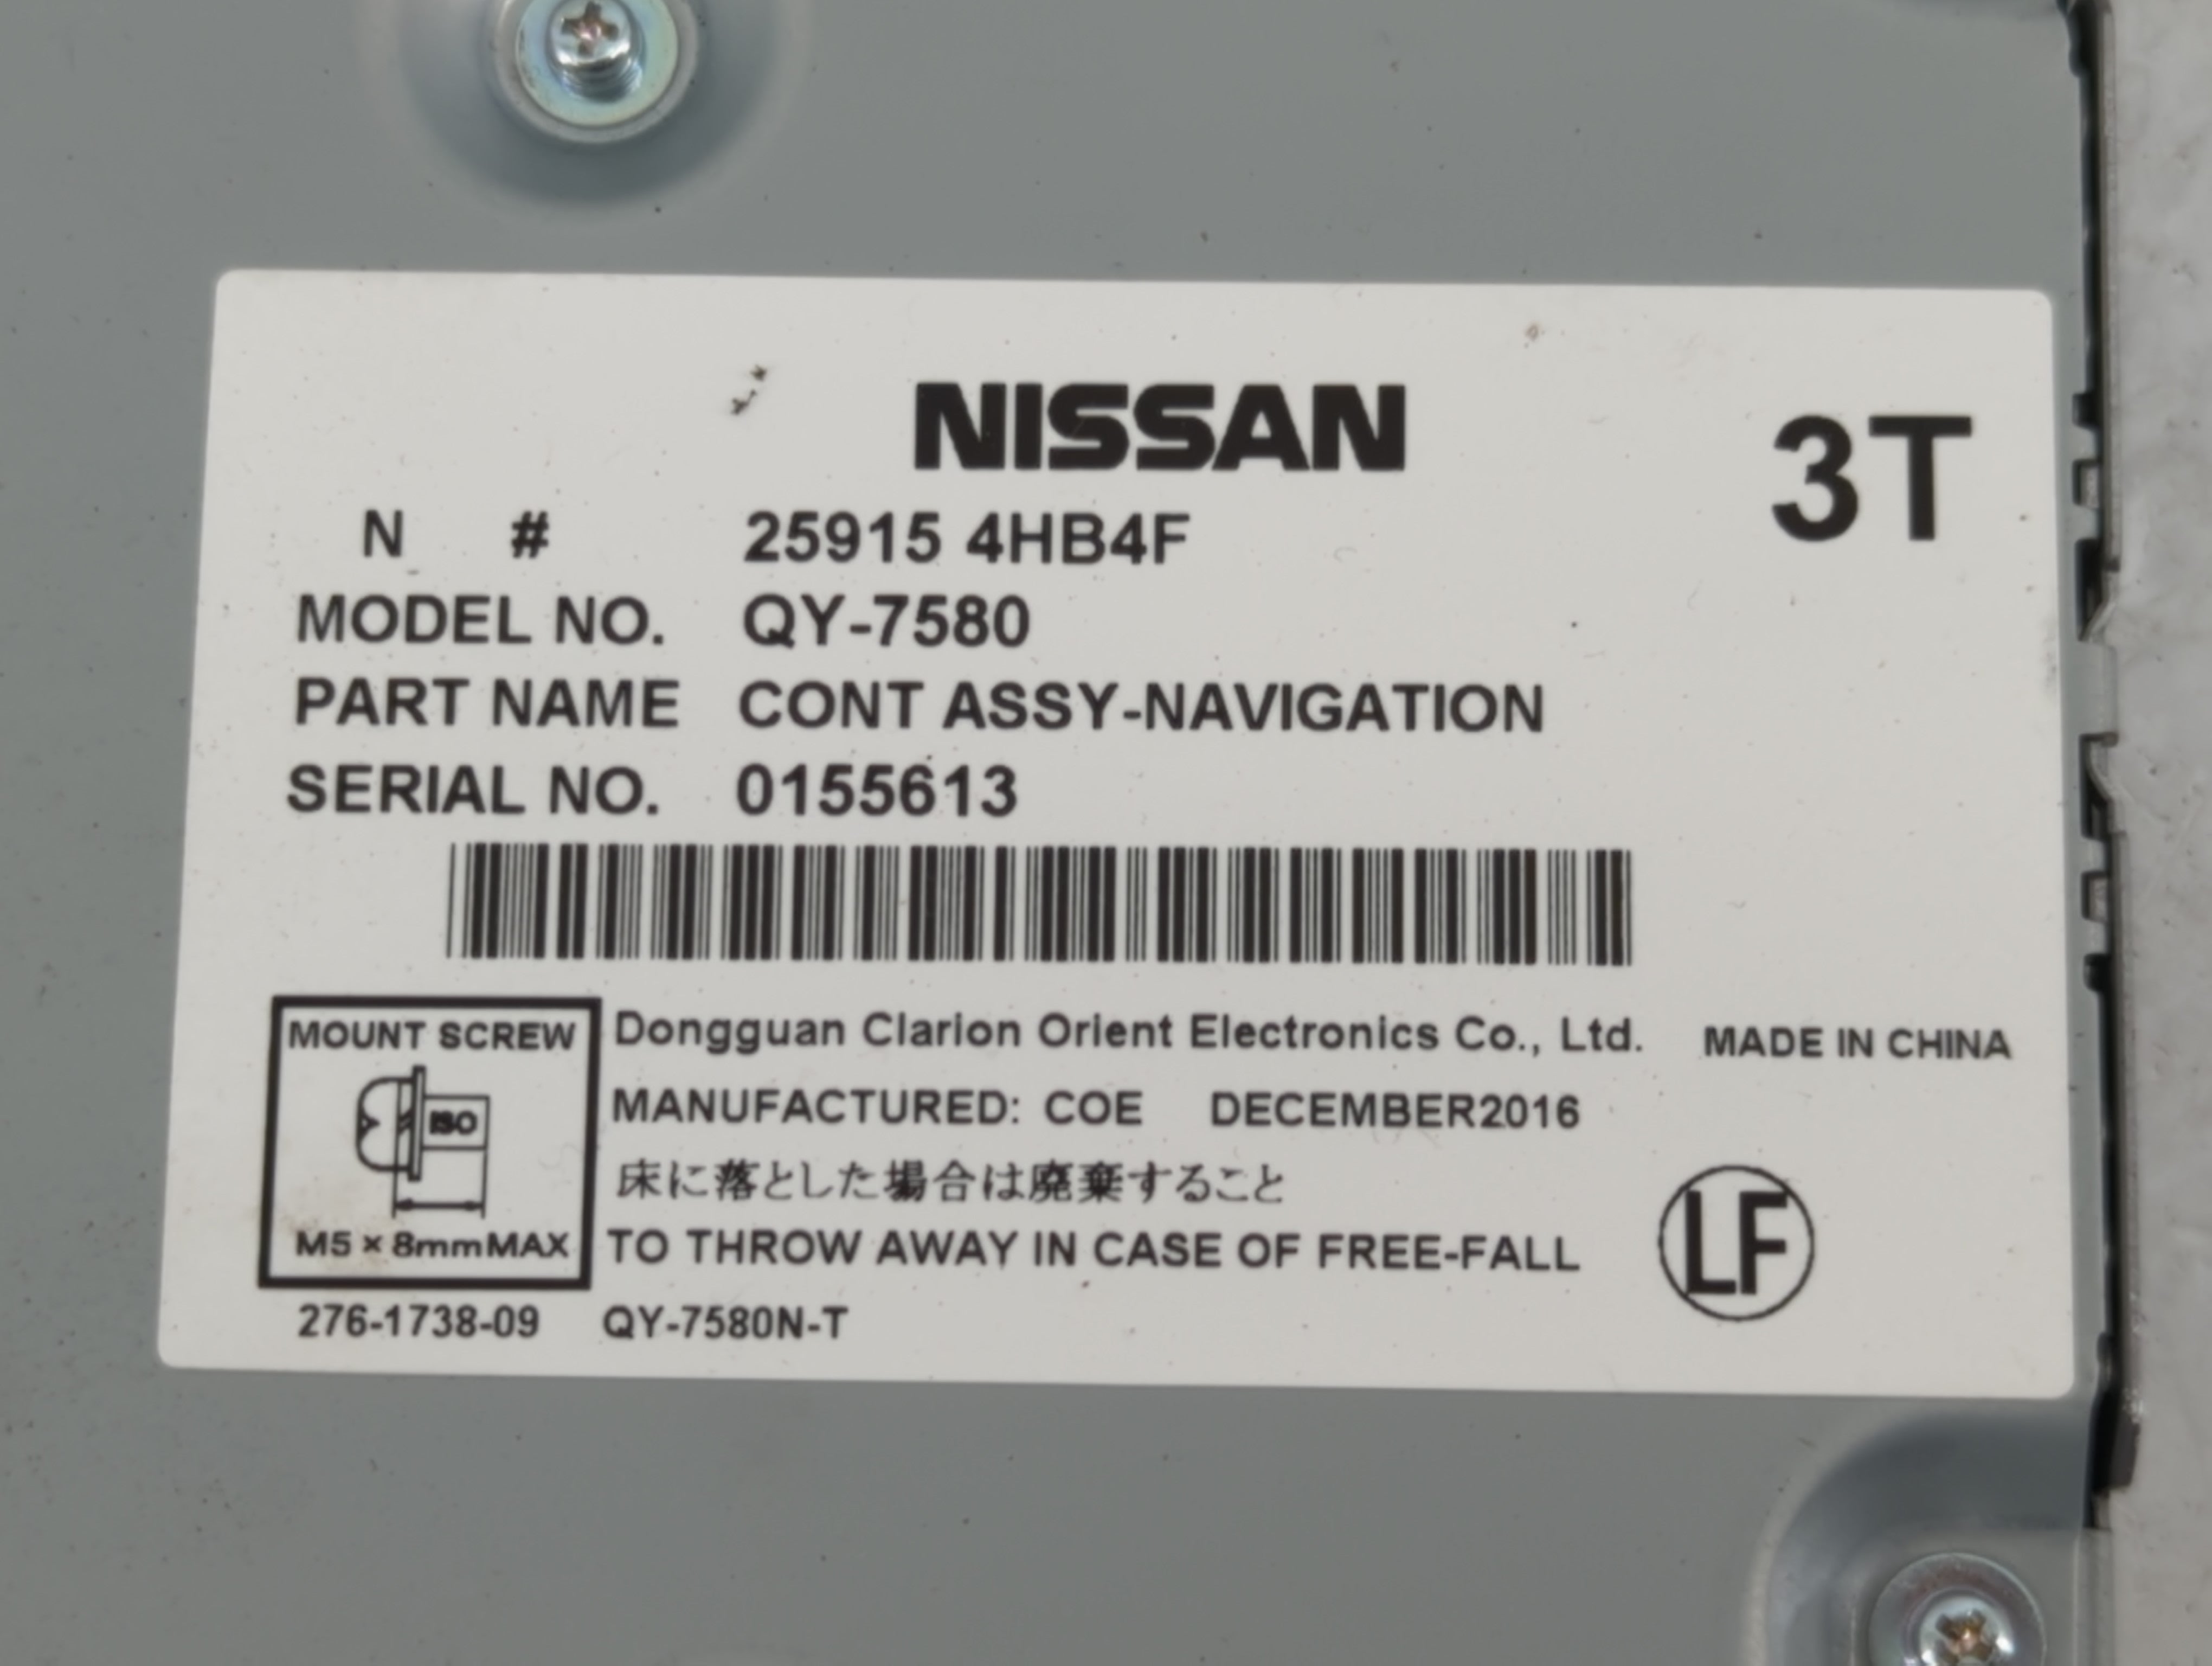 NISSAN
3T
N # 25915 4HB4F
MODEL NO. QY-7580
PART NAME CONT ASSY-NAVIGATION
SERIAL NO. 0155613
MOUNT SCREW
ISO
M5 × 8mmMAX
Dongguan Clarion Orient Electronics Co., Ltd. MADE IN CHINA
MANUFACTURED: COE DECEMBER2016
床に落とした場合は廃棄すること
TO THROW AWAY IN CASE OF FREE-FALL
LF
276-1738-09 QY-7580N-T